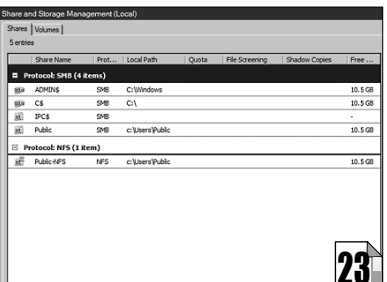 Share and Storage Management (Local)
Shares Volumes
5 entries
Share Name Prot... Local Path Quota File Screening Shadow Copies Free ...
Protocol: SMB (4 items)
ADMIN$ SMB C:\Windows 10.5 GB
C$ SMB C:\ 10.5 GB
IPC$ SMB -
Public SMB c:\Users\Public 10.5 GB
Protocol: NFS (1 item)
Public-NFS NFS c:\Users\Public 10.5 GB
23